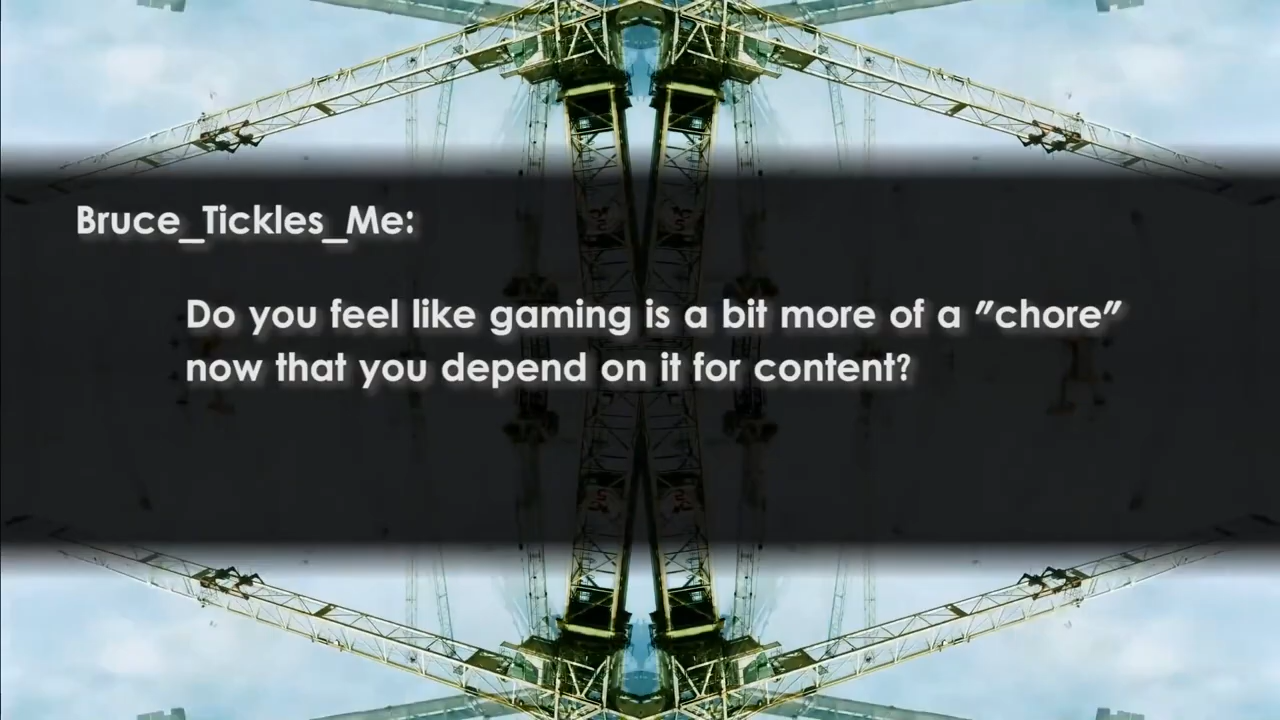 Bruce_Tickles_Me:
Do you feel like gaming is a bit more of a "chore"
now that you depend on it for content?